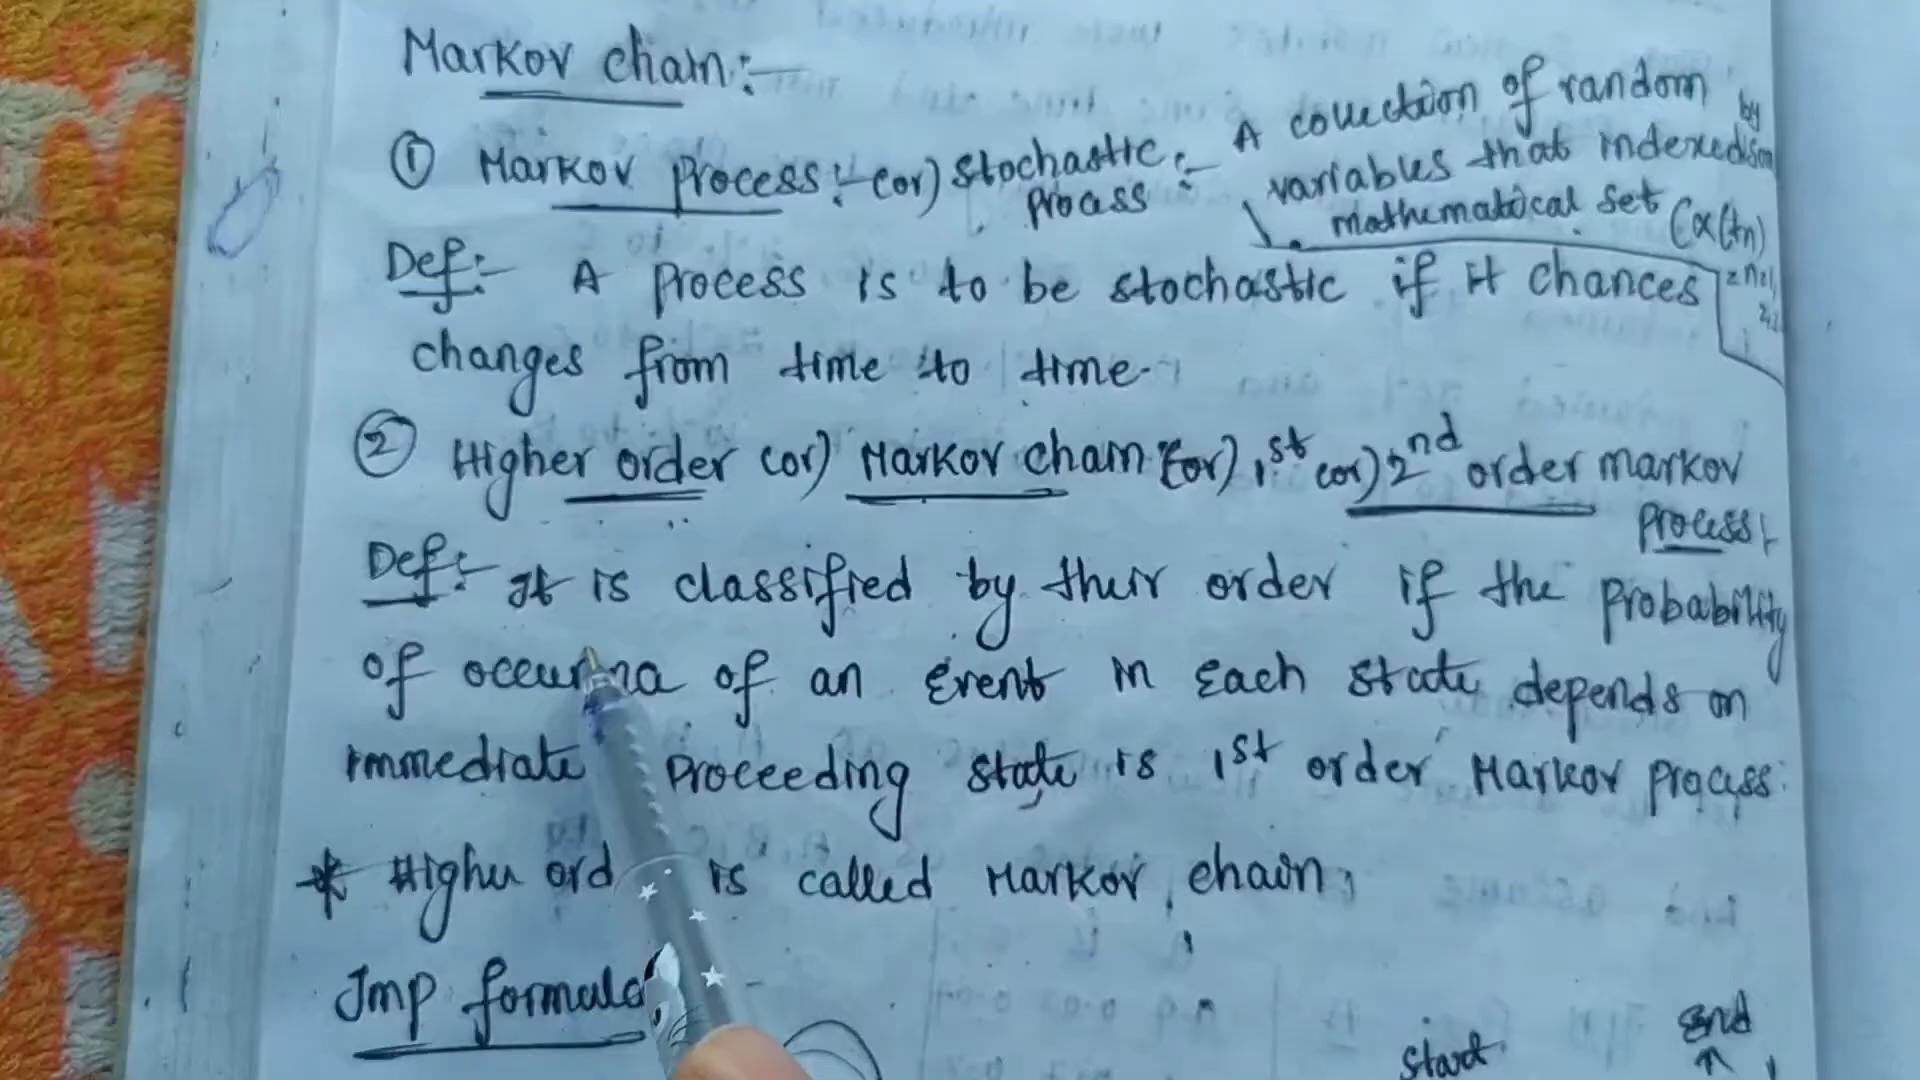 Markov chain:-
① Markov process:- (or) stochastic process :- A collection of random
variables that indexed by
mathematical set (x(tn)
Def:- A process is to be stochastic if it chances
changes from time to time.
② Higher order (or) Markov chain (or) 1st (or) 2nd order markov
process
Def:- It is classified by their order if the probability
of of an event in each state depends on
immediate proceeding state is 1st order Markov process.
* Higher ord is called Markov chain,
Imp formula
start
end